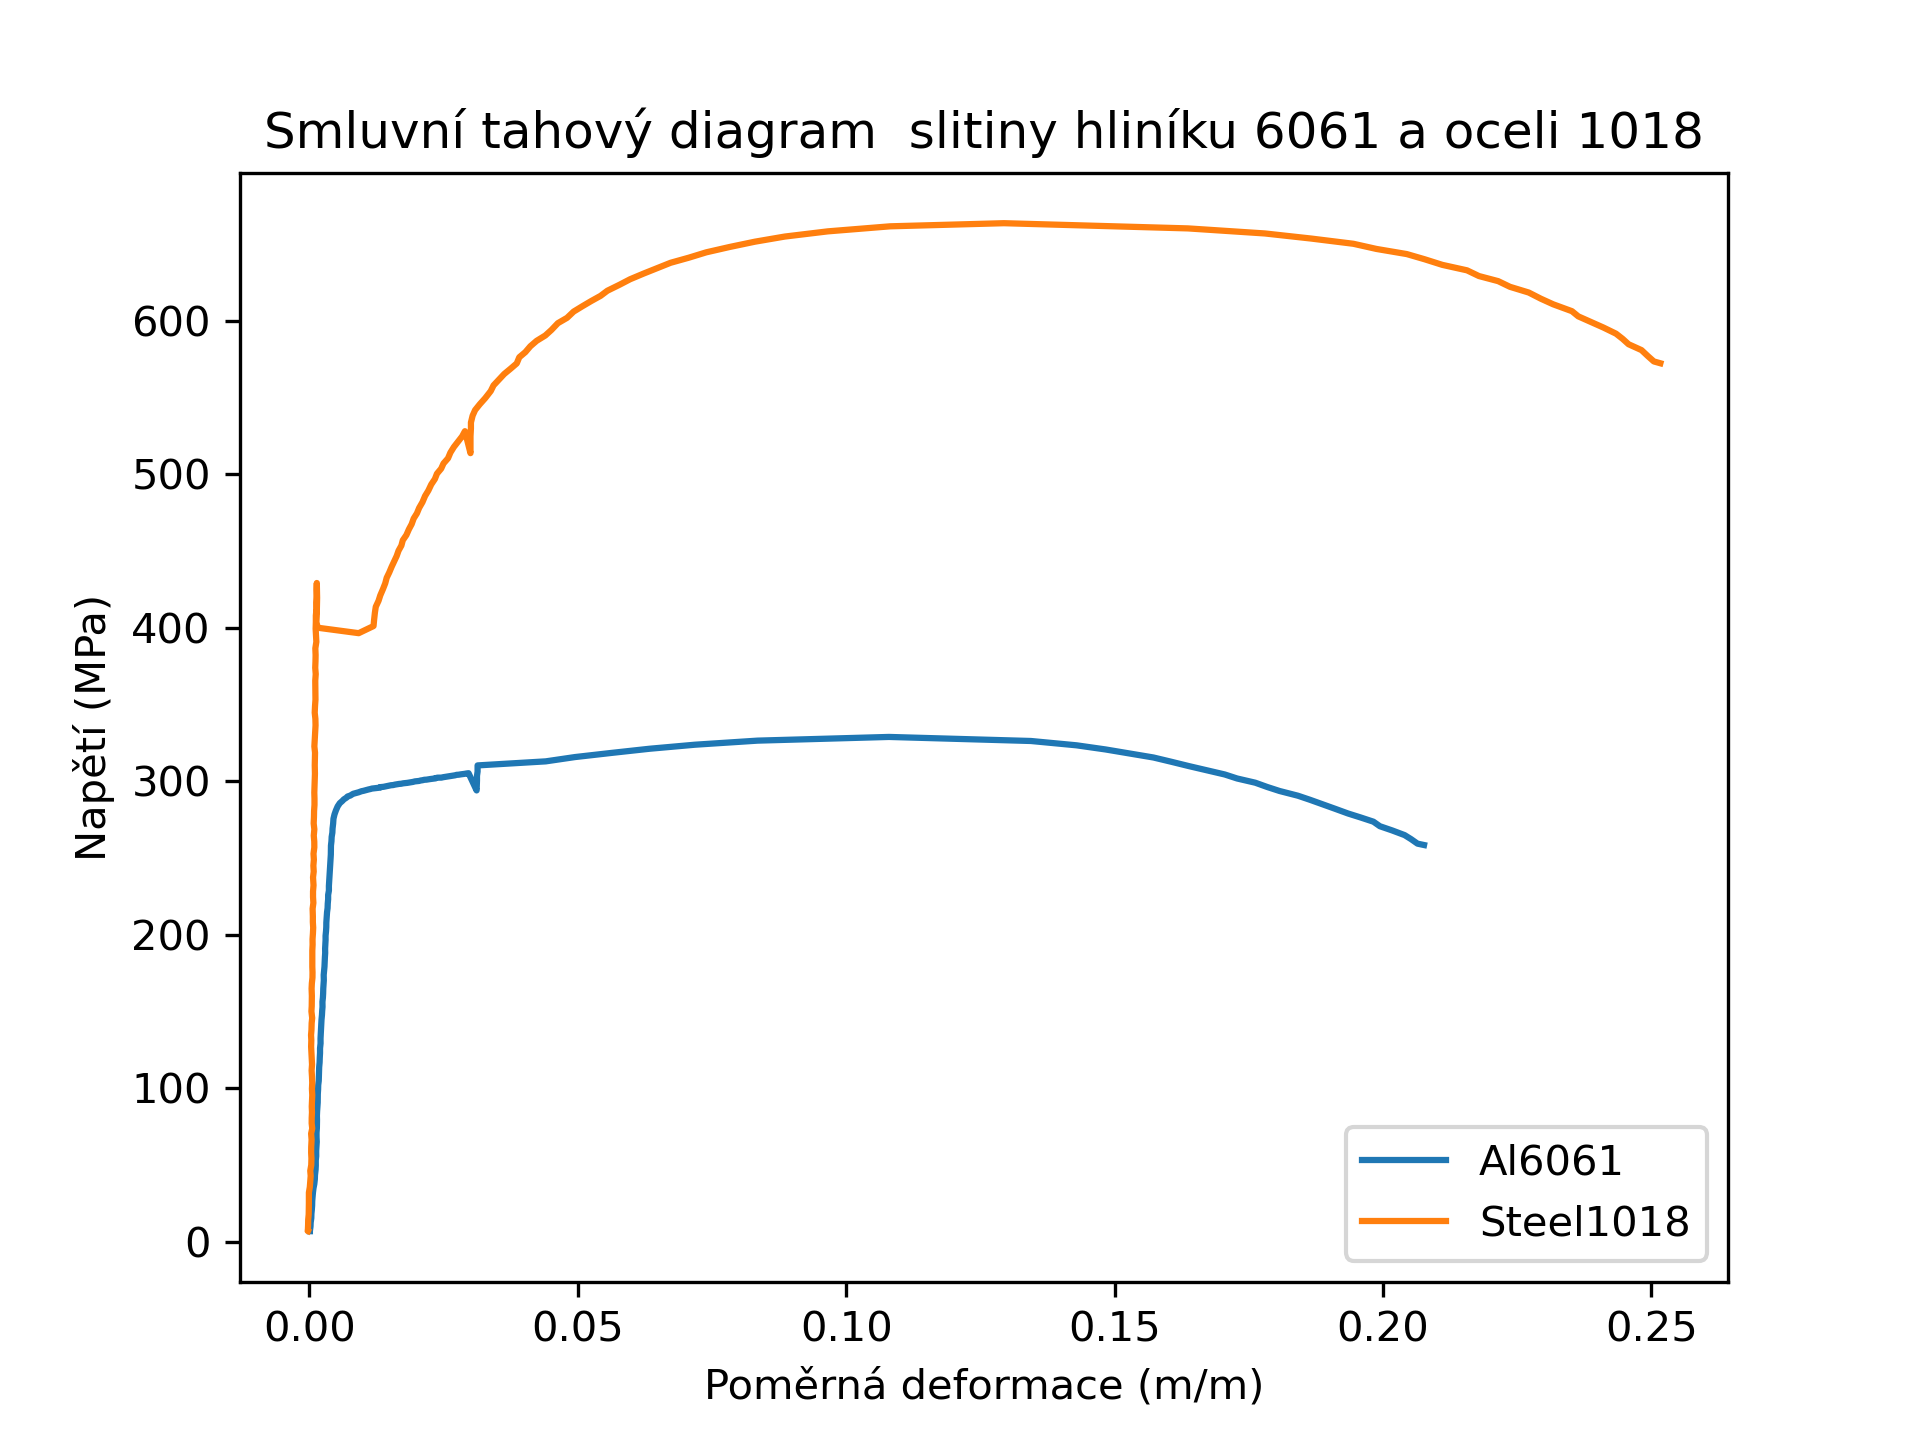 Smluvní tahový diagram  slitiny hliníku 6061 a oceli 1018
600
500
400
300
200
100
0
Napětí (MPa)
0.00 0.05 0.10 0.15 0.20 0.25
Poměrná deformace (m/m)
Al6061
Steel1018